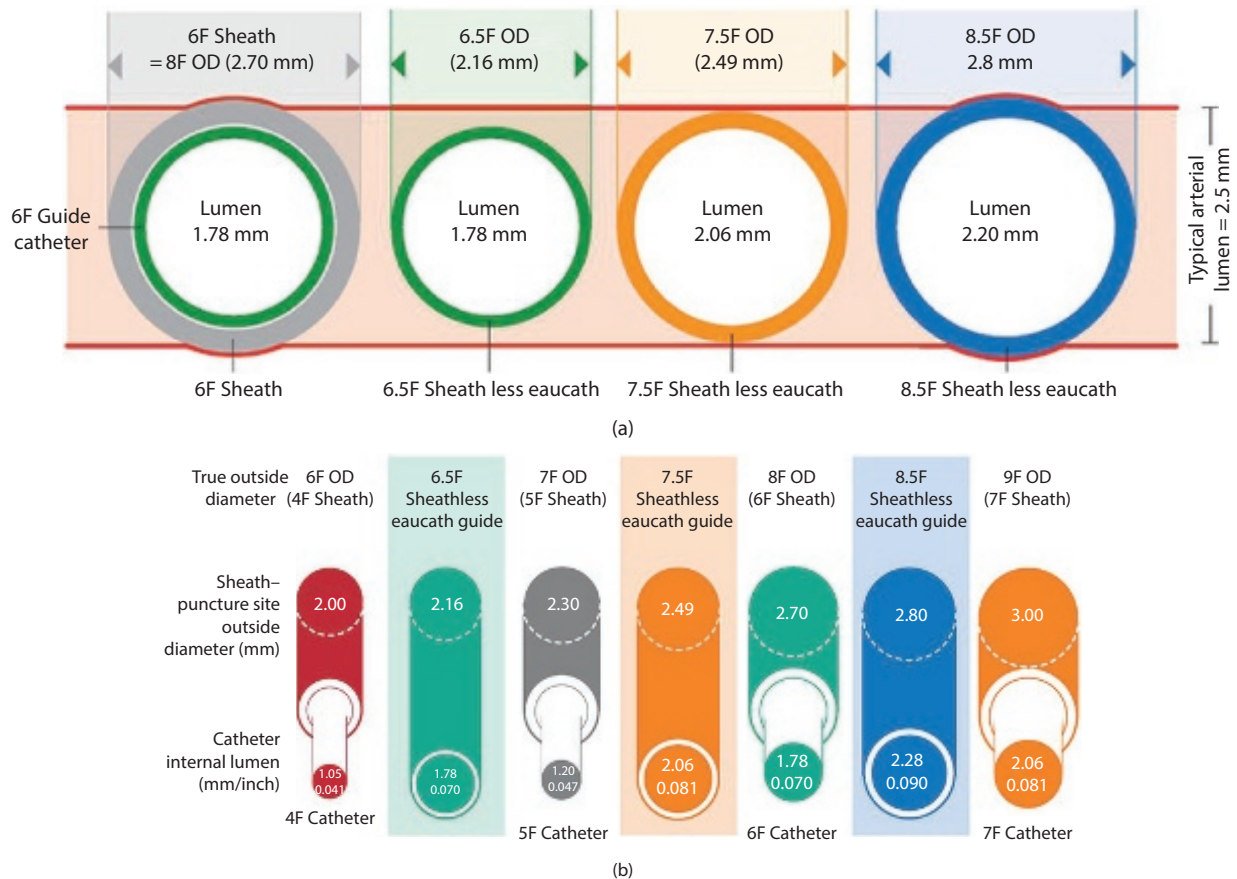 6F Sheath
= 8F OD (2.70 mm)
6.5F OD
(2.16 mm)
7.5F OD
(2.49 mm)
8.5F OD
2.8 mm
6F Guide
catheter
Lumen
1.78 mm
Lumen
1.78 mm
Lumen
2.06 mm
Lumen
2.20 mm
Typical arterial
lumen = 2.5 mm
6F Sheath
6.5F Sheath less eaucath
7.5F Sheath less eaucath
8.5F Sheath less eaucath
(a)
True outside
diameter
6F OD
(4F Sheath)
6.5F
Sheathless
eaucath guide
7F OD
(5F Sheath)
7.5F
Sheathless
eaucath guide
8F OD
(6F Sheath)
8.5F
Sheathless
eaucath guide
9F OD
(7F Sheath)
Sheath–
puncture site
outside
diameter (mm)
2.00
2.16
2.30
2.49
2.70
2.80
3.00
Catheter
internal lumen
(mm/inch)
1.05
0.041
1.78
0.070
1.20
0.047
2.06
0.081
1.78
0.070
2.28
0.090
2.06
0.081
4F Catheter
5F Catheter
6F Catheter
7F Catheter
(b)